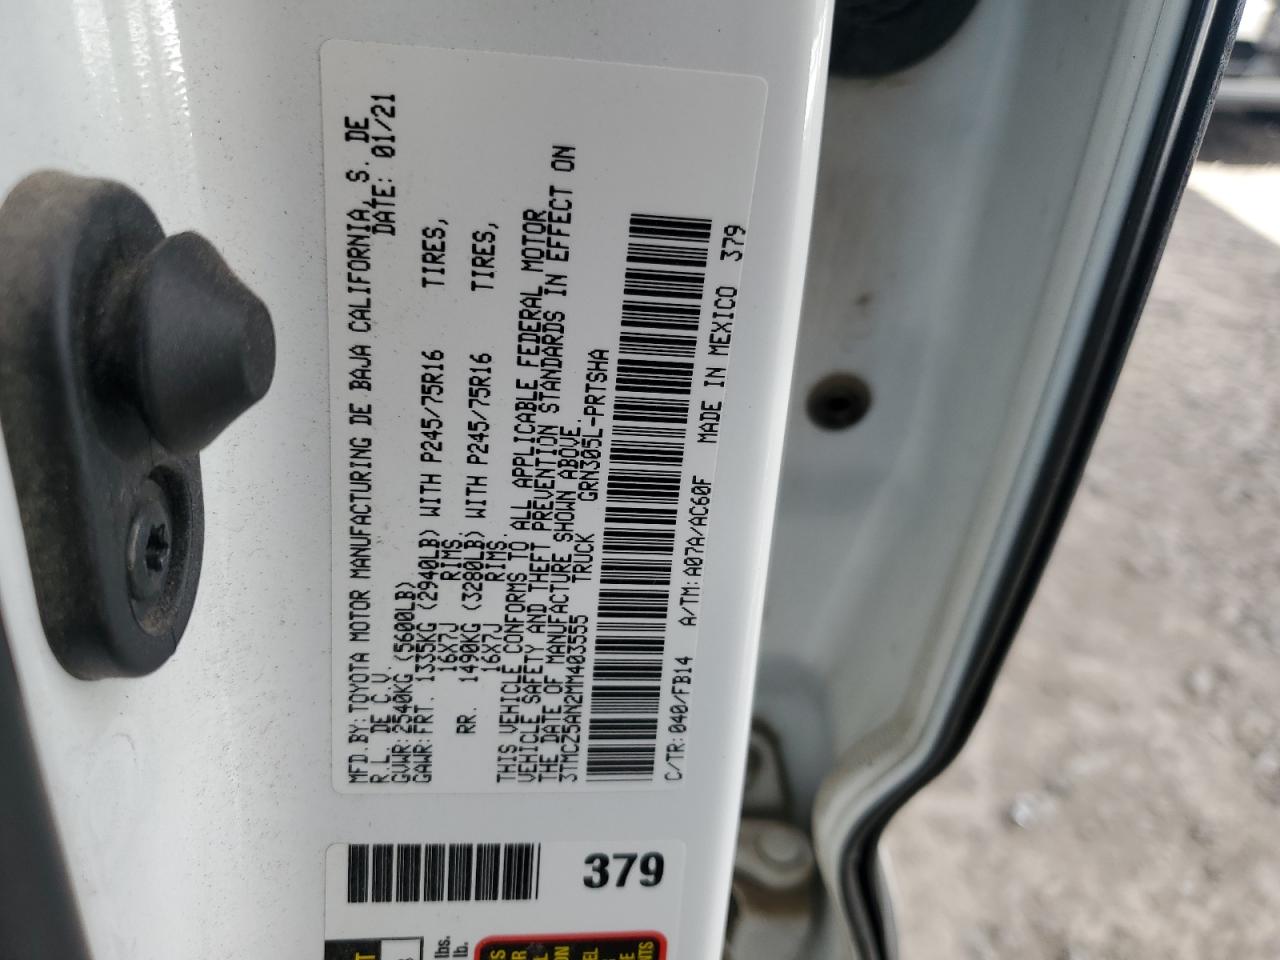 MFD.BY:TOYOTA MOTOR MANUFACTURING DE BAJA CALIFORNIA, S. DE
R.L. DE C.V. DATE: 01/21
GVWR:2540KG (5600LB)
GAWR:FRT. 1335KG (2940LB) WITH P245/75R16 TIRES,
16X7J RIMS.
RR. 1490KG (3280LB) WITH P245/75R16 TIRES,
16X7J RIMS.
THIS VEHICLE CONFORMS TO ALL APPLICABLE FEDERAL MOTOR
VEHICLE SAFETY AND THEFT PREVENTION STANDARDS IN EFFECT ON
THE DATE OF MANUFACTURE SHOWN ABOVE.
3TMCZ5AN2MM403555 TRUCK GRN305L-PRTSHA
C/TR:040/FB14 A/TM:A07A/AC60F MADE IN MEXICO 379
379
lbs.
lb.